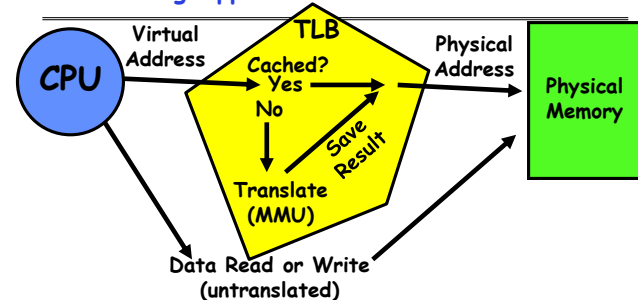 TLB
CPU
Virtual
Address
Cached?
Yes
No
Save
Result
Translate
(MMU)
Physical
Address
Physical
Memory
Data Read or Write
(untranslated)